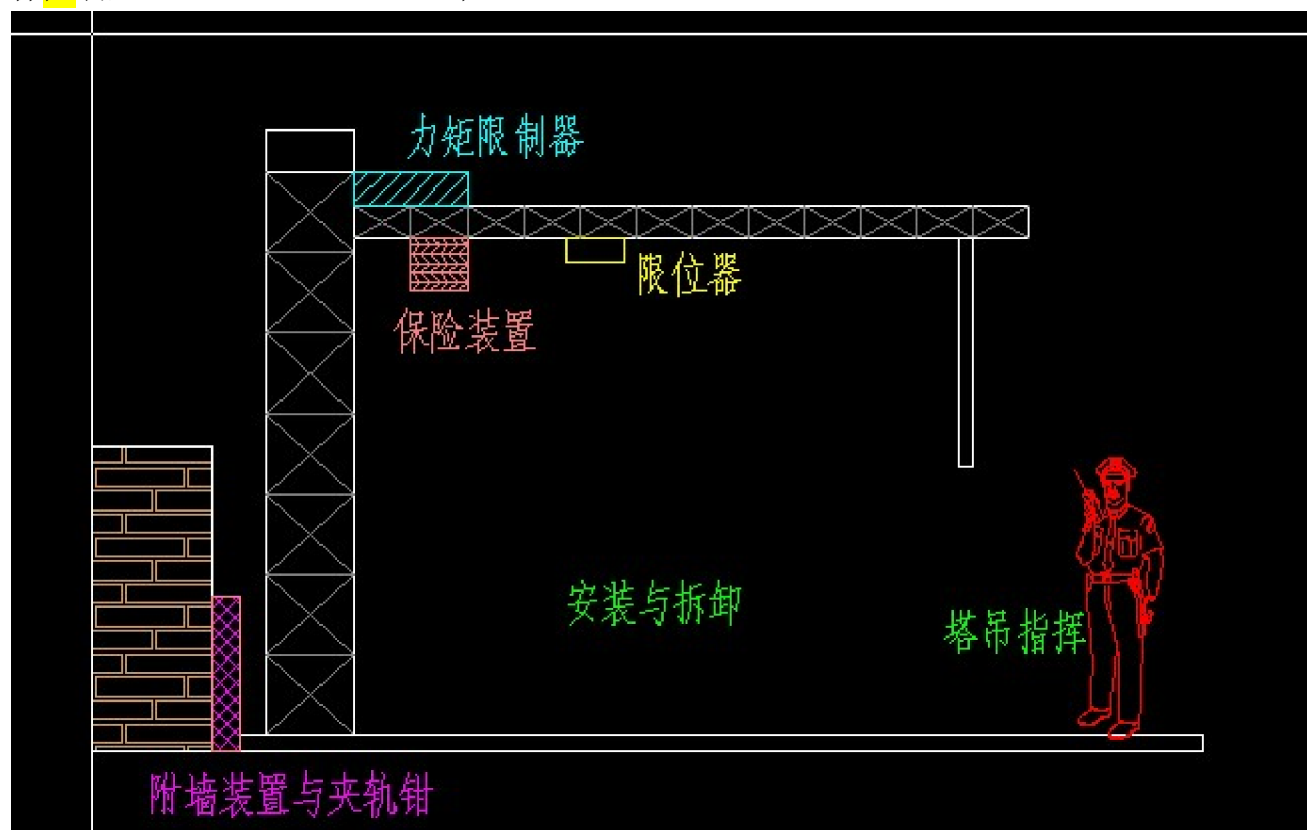 力矩限制器
限位器
保险装置
安装与拆卸
塔吊指挥
附墙装置与夹轨钳